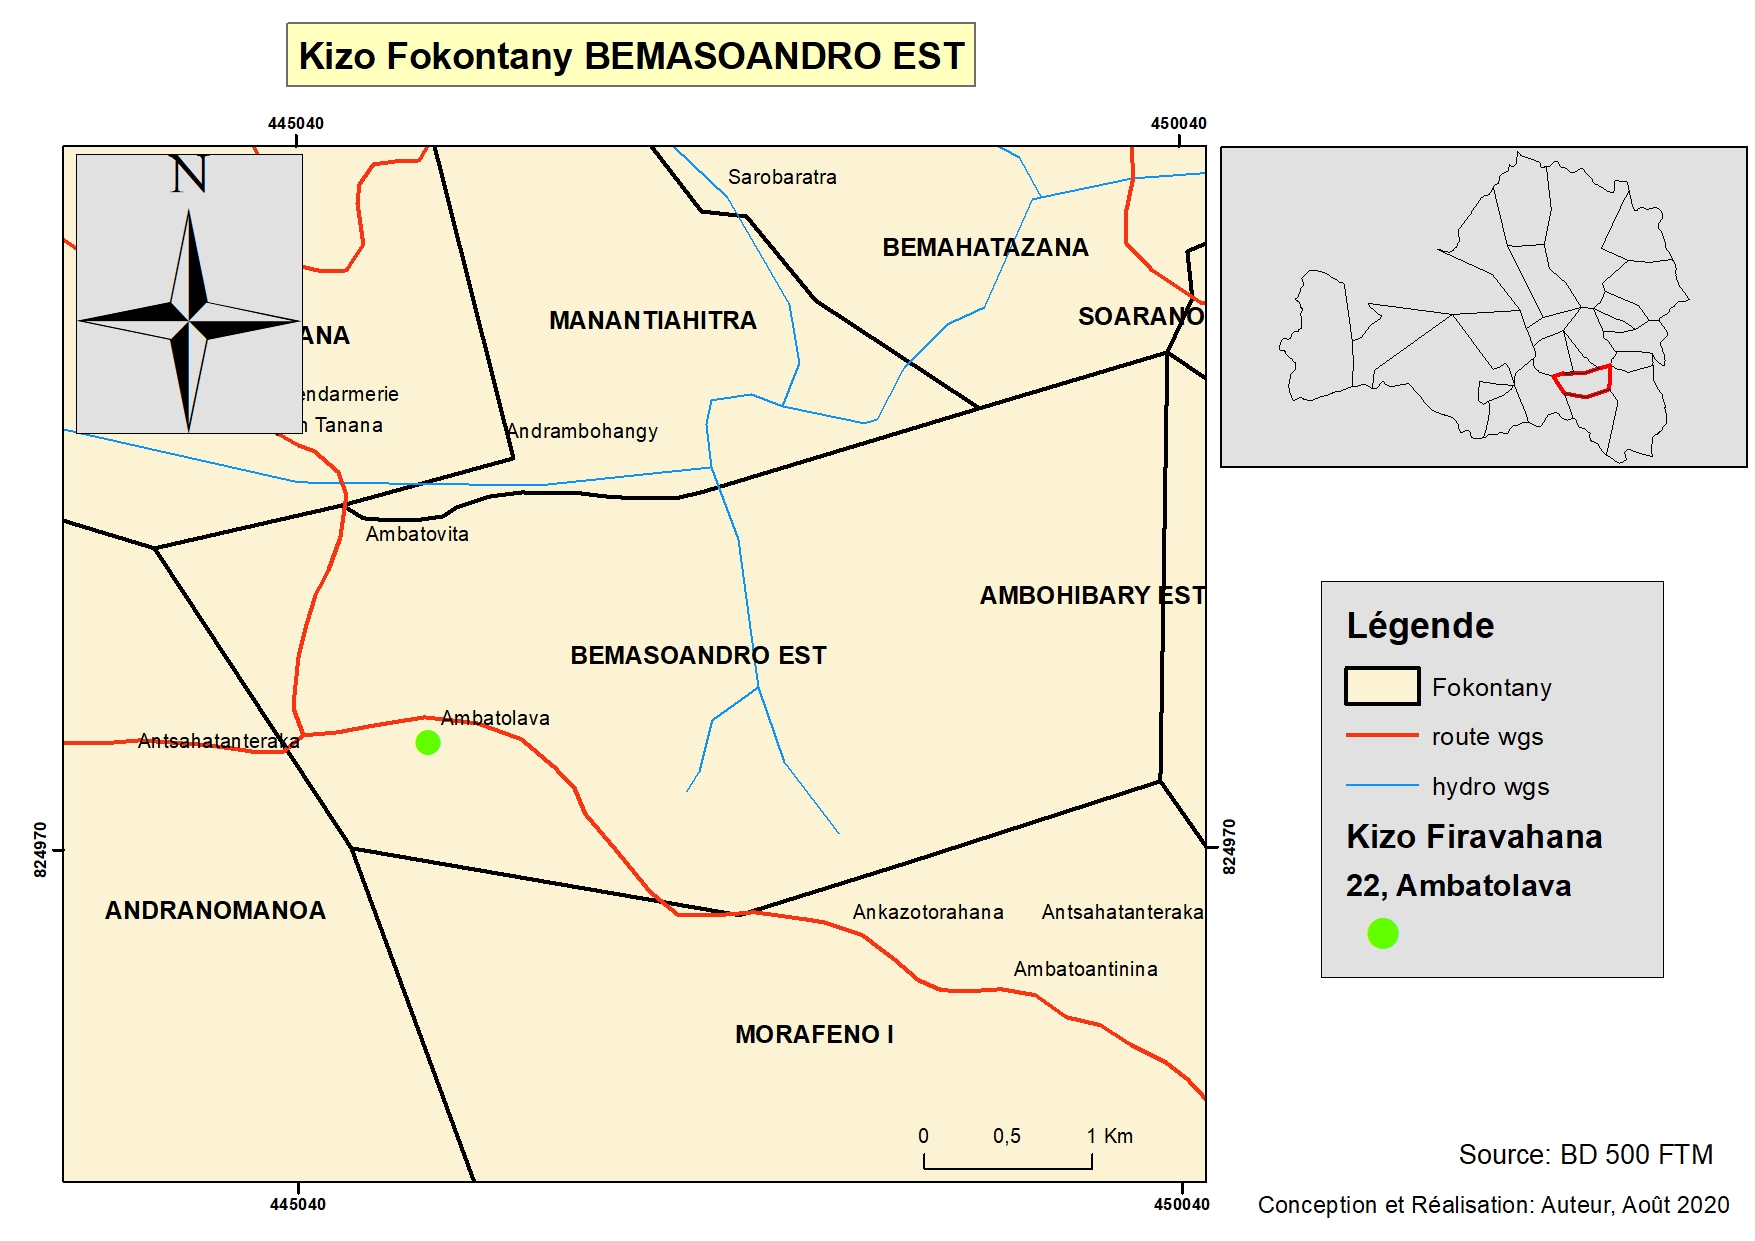 Kizo Fokontany BEMASOANDRO EST
445040
450040
N
Sarobaratra
BEMAHATAZANA
MANANTIAHITRA
SOARANO
ANA
endarmerie
n Tanana
Andrambohangy
Ambatovita
AMBOHIBARY EST
BEMASOANDRO EST
Ambatolava
Antsahatanteraka
824970
824970
ANDRANOMANOA
Ankazotorahana
Antsahatanteraka
Ambatoantinina
MORAFENO I
0 0,5 1 Km
445040
450040
Légende
Fokontany
route wgs
hydro wgs
Kizo Firavahana
22, Ambatolava
Source: BD 500 FTM
Conception et Réalisation: Auteur, Août 2020